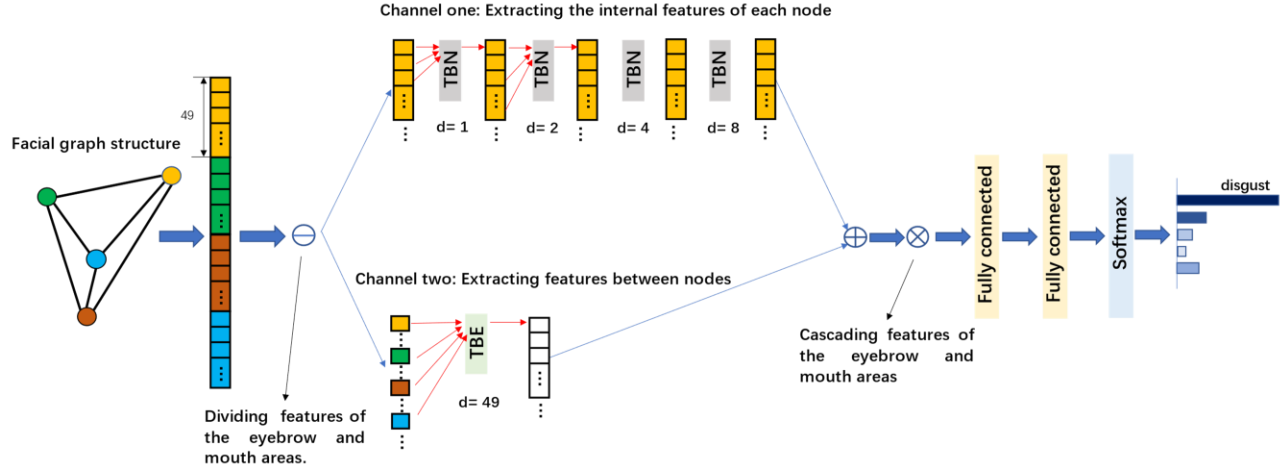 Channel one: Extracting the internal features of each node
TBN
TBN
TBN
TBN
d= 1
d= 2
d= 4
d= 8
49
Facial graph structure
Channel two: Extracting features between nodes
TBE
d= 49
Dividing features of
the eyebrow and
mouth areas.
Cascading features of
the eyebrow and
mouth areas
Fully connected
Fully connected
Softmax
disgust